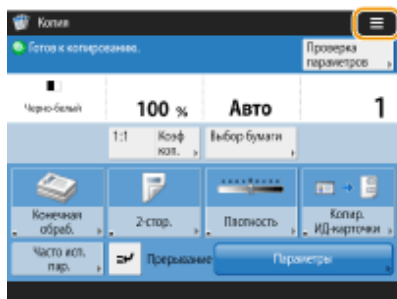 Копия
Готов к копированию.
Проверка
параметров
Черно-белый
100 %
Авто
1
1:1
Коэф
коп.
Выбор бумаги
Конечная
обраб.
2-стор.
Плотность
Копир.
ИД-карточки
Часто исп.
пар.
Прерывание
Параметры